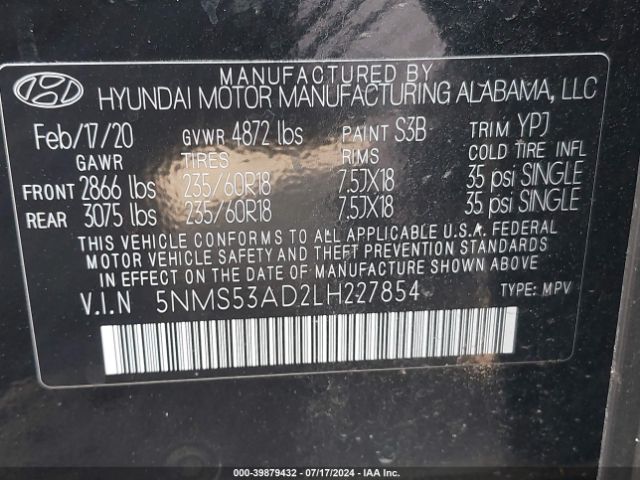 MANUFACTURED BY
HYUNDAI MOTOR MANUFACTURING ALABAMA, LLC
Feb/17/20 GVWR 4872 lbs PAINT S3B TRIM YPJ
GAWR TIRES RIMS COLD TIRE INFL
FRONT 2866 lbs 235/60R18 7.5JX18 35 psi SINGLE
REAR 3075 lbs 235/60R18 7.5JX18 35 psi SINGLE
THIS VEHICLE CONFORMS TO ALL APPLICABLE U.S.A. FEDERAL
MOTOR VEHICLE SAFETY AND THEFT PREVENTION STANDARDS
IN EFFECT ON THE DATE OF MANUFACTURE SHOWN ABOVE.
V.I.N 5NMS53AD2LH227854 TYPE: MPV
000-39879432 - 07/17/2024 - IAA Inc.